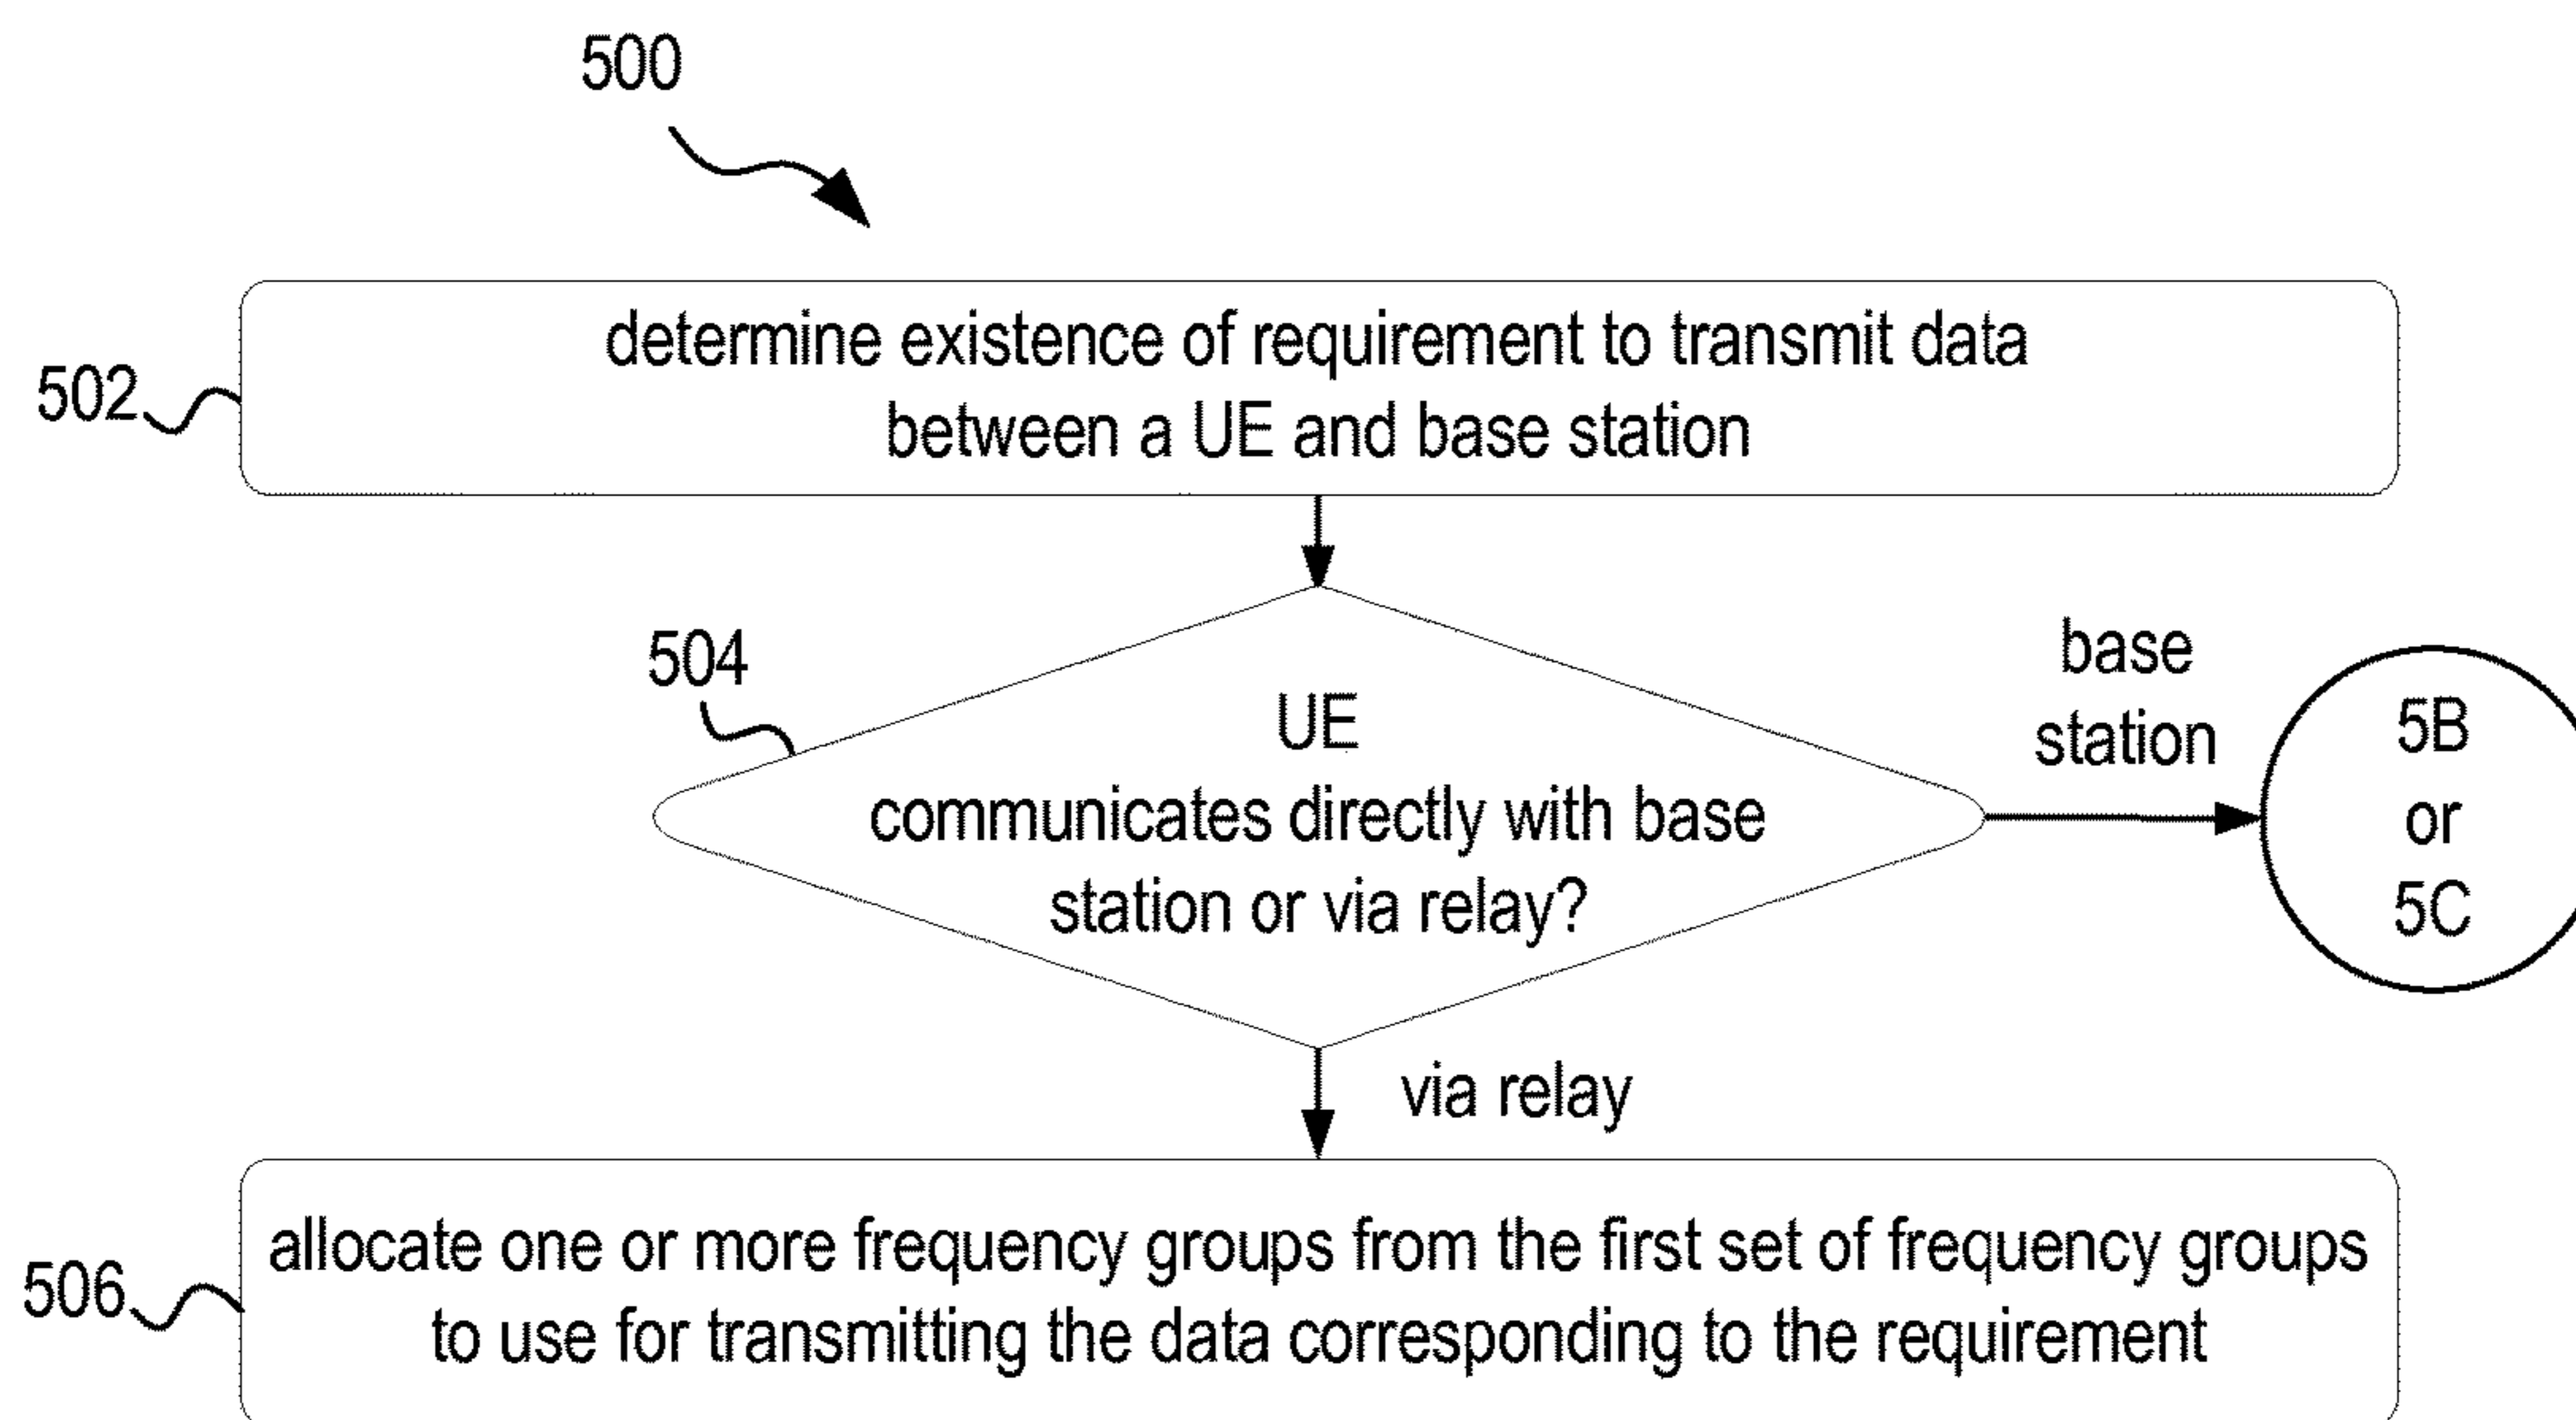 500
502
determine existence of requirement to transmit data
between a UE and base station
504
UE
communicates directly with base
station or via relay?
base
station
5B
or
5C
via relay
506
allocate one or more frequency groups from the first set of frequency groups
to use for transmitting the data corresponding to the requirement